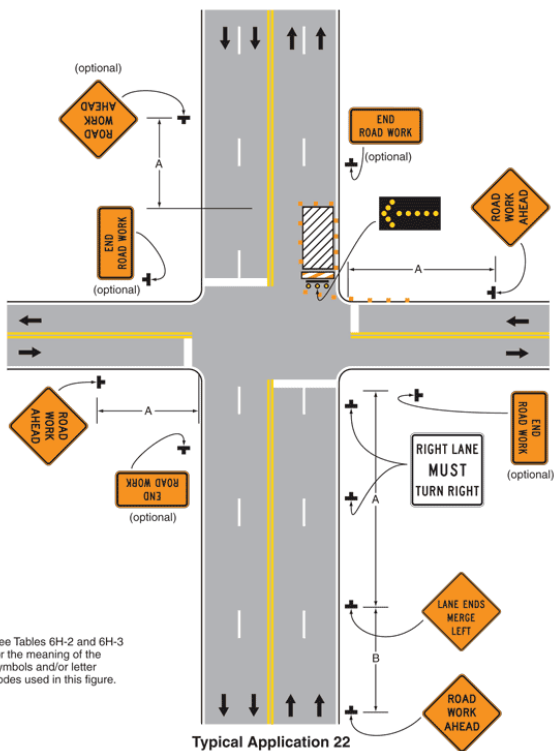 (optional)
ROAD
WORK
AHEAD
A
END
ROAD WORK
(optional)
END
ROAD WORK
(optional)
ROAD
WORK
AHEAD
A
A
ROAD
WORK
AHEAD
A
END
ROAD WORK
(optional)
RIGHT LANE
MUST
TURN RIGHT
A
END
ROAD WORK
(optional)
LANE ENDS
MERGE
LEFT
B
ROAD
WORK
AHEAD
ee Tables 6H-2 and 6H-3
r the meaning of the
ymbols and/or letter
odes used in this figure.
Typical Application 22